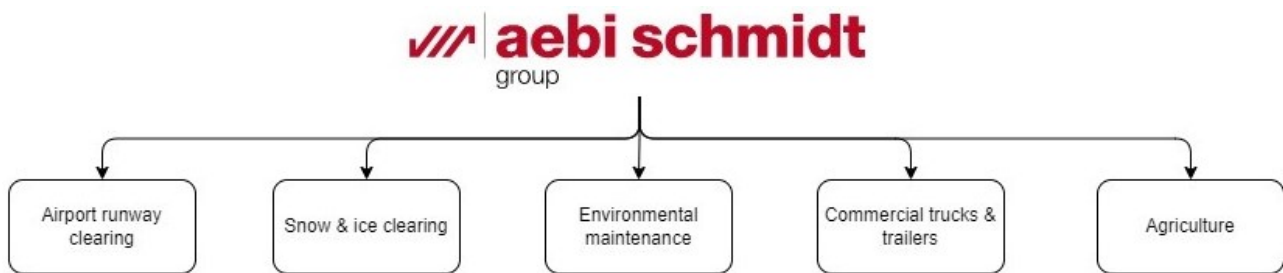 aebi schmidt
group
Airport runway
clearing
Snow & ice clearing
Environmental
maintenance
Commercial trucks &
trailers
Agriculture